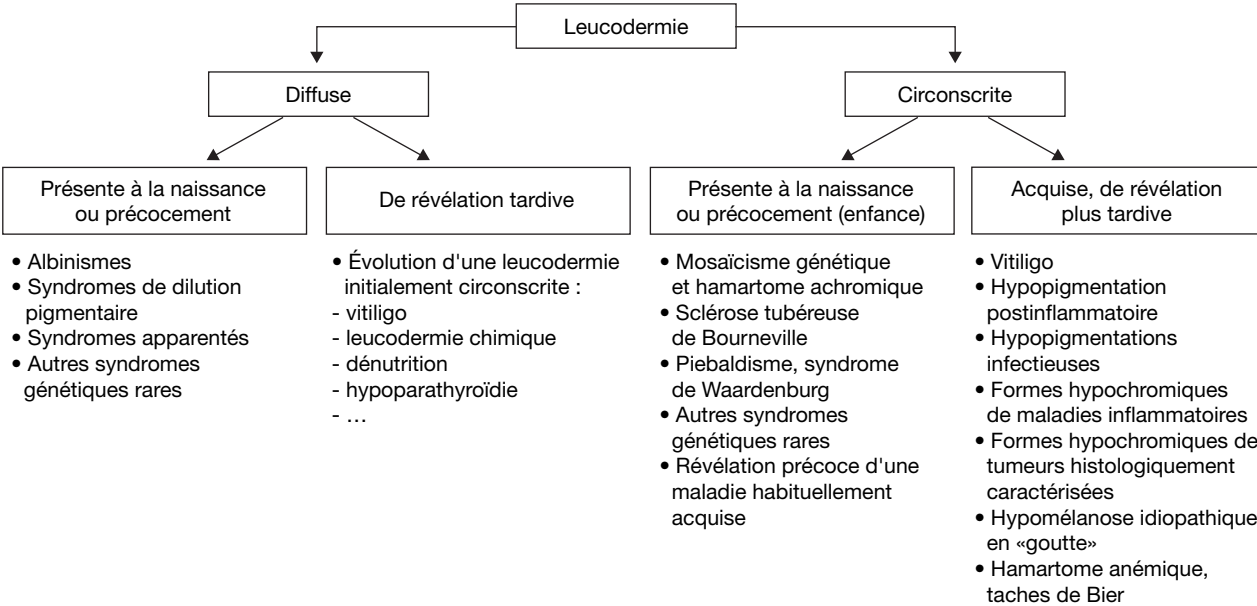 Leucodermie
Diffuse
Circonscrite
Présente à la naissance
ou précocement
De révélation tardive
Présente à la naissance
ou précocement (enfance)
Acquise, de révélation
plus tardive
• Albinismes
• Syndromes de dilution
pigmentaire
• Syndromes apparentés
• Autres syndromes
génétiques rares
• Évolution d'une leucodermie
initialement circonscrite :
- vitiligo
- leucodermie chimique
- dénutrition
- hypoparathyroïdie
- …
• Mosaïcisme génétique
et hamartome achromique
• Sclérose tubéreuse
de Bourneville
• Piebaldisme, syndrome
de Waardenburg
• Autres syndromes
génétiques rares
• Révélation précoce d'une
maladie habituellement
acquise
• Vitiligo
• Hypopigmentation
postinflammatoire
• Hypopigmentations
infectieuses
• Formes hypochromiques
de maladies inflammatoires
• Formes hypochromiques de
tumeurs histologiquement
caractérisées
• Hypomélanose idiopathique
en «goutte»
• Hamartome anémique,
taches de Bier